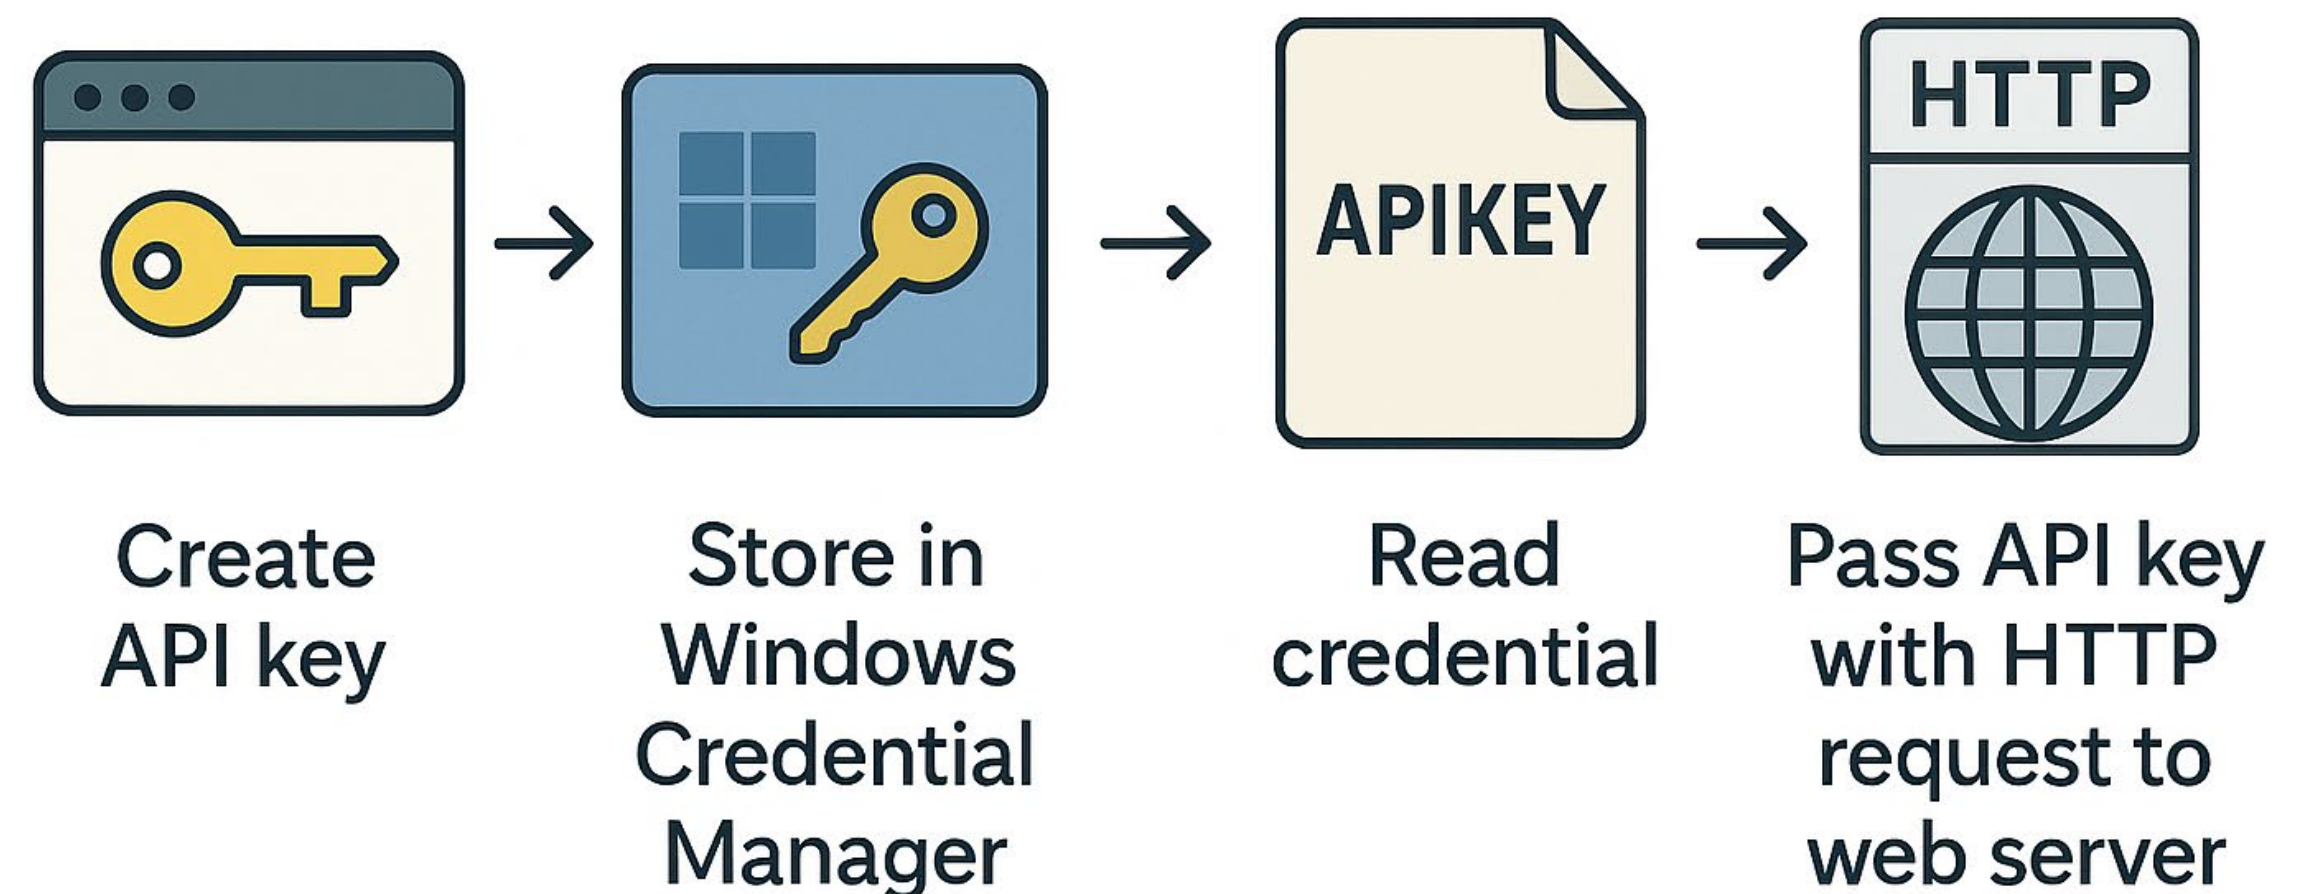 APIKEY
HTTP
Create
API key
Store in
Windows
Credential
Manager
Read
credential
Pass API key
with HTTP
request to
web server